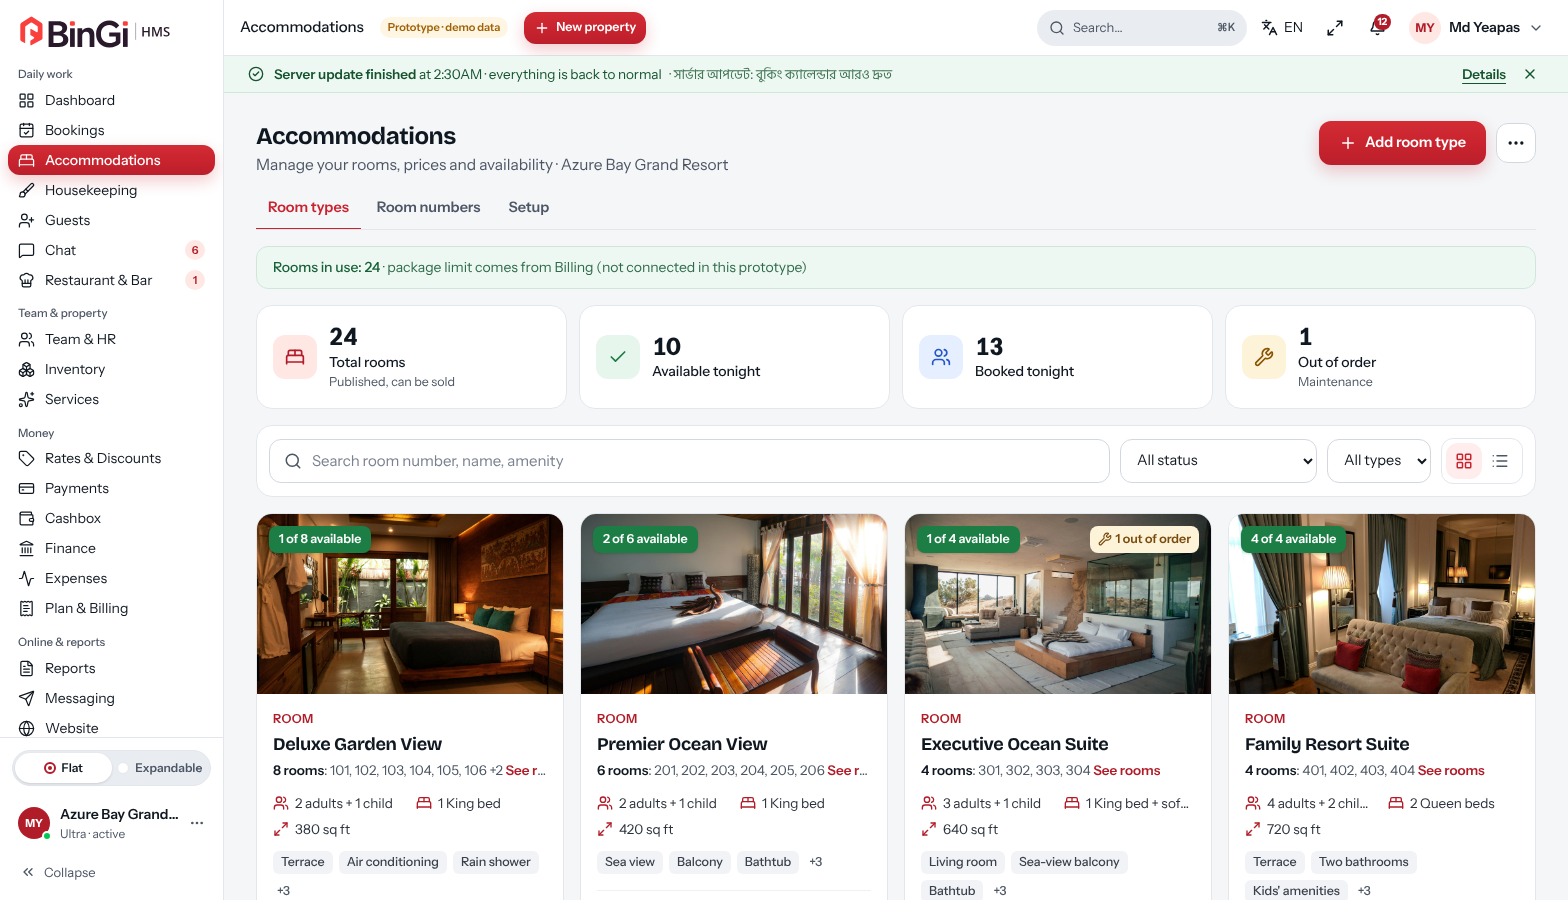 BinGi HMS
Daily work
Dashboard
Bookings
Accommodations
Housekeeping
Guests
Chat 6
Restaurant & Bar 1
Team & property
Team & HR
Inventory
Services
Money
Rates & Discounts
Payments
Cashbox
Finance
Expenses
Plan & Billing
Online & reports
Reports
Messaging
Website
Flat Expandable
MY Azure Bay Grand...
Ultra · active
Collapse
Accommodations Prototype · demo data + New property Search... ⌘K EN 12 MY Md Yeapas
Server update finished at 2:30AM · everything is back to normal · সার্ভার আপডেট: বুকিং ক্যালেন্ডার আরও দ্রুত Details
Accommodations
Manage your rooms, prices and availability · Azure Bay Grand Resort
+ Add room type
Room types Room numbers Setup
Rooms in use: 24 · package limit comes from Billing (not connected in this prototype)
24
Total rooms
Published, can be sold
10
Available tonight
13
Booked tonight
1
Out of order
Maintenance
Search room number, name, amenity All status All types
1 of 8 available
ROOM
Deluxe Garden View
8 rooms: 101, 102, 103, 104, 105, 106 +2 See r...
2 adults + 1 child 1 King bed
380 sq ft
Terrace Air conditioning Rain shower
+3
2 of 6 available
ROOM
Premier Ocean View
6 rooms: 201, 202, 203, 204, 205, 206 See r...
2 adults + 1 child 1 King bed
420 sq ft
Sea view Balcony Bathtub +3
1 of 4 available 1 out of order
ROOM
Executive Ocean Suite
4 rooms: 301, 302, 303, 304 See rooms
3 adults + 1 child 1 King bed + sof...
640 sq ft
Living room Sea-view balcony
Bathtub +3
4 of 4 available
ROOM
Family Resort Suite
4 rooms: 401, 402, 403, 404 See rooms
4 adults + 2 chil... 2 Queen beds
720 sq ft
Terrace Two bathrooms
Kids' amenities +3